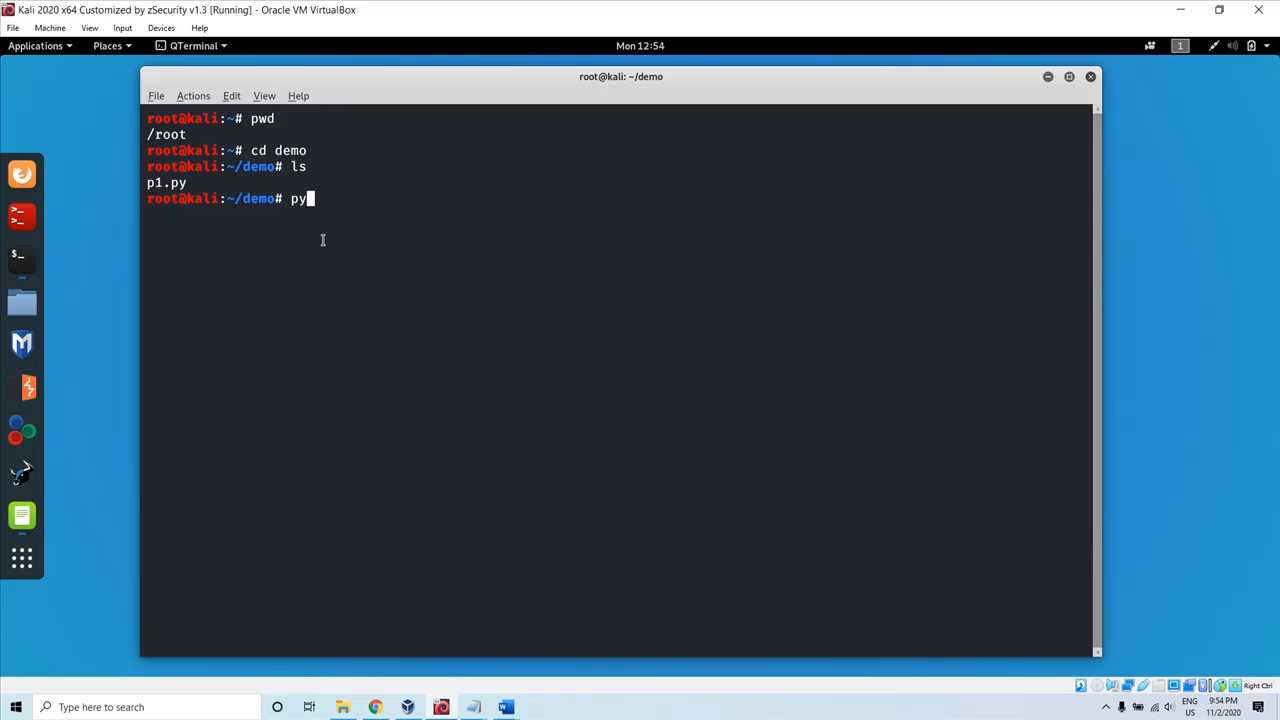 Kali 2020 x64 Customized by zSecurity v1.3 [Running] - Oracle VM VirtualBox
File Machine View Input Devices Help
Applications Places QTerminal Mon 12:54 1
root@kali: ~/demo
File Actions Edit View Help
root@kali:~# pwd
/root
root@kali:~# cd demo
root@kali:~/demo# ls
p1.py
root@kali:~/demo# py
Right Ctrl
Type here to search
ENG
US
9:54 PM
11/2/2020